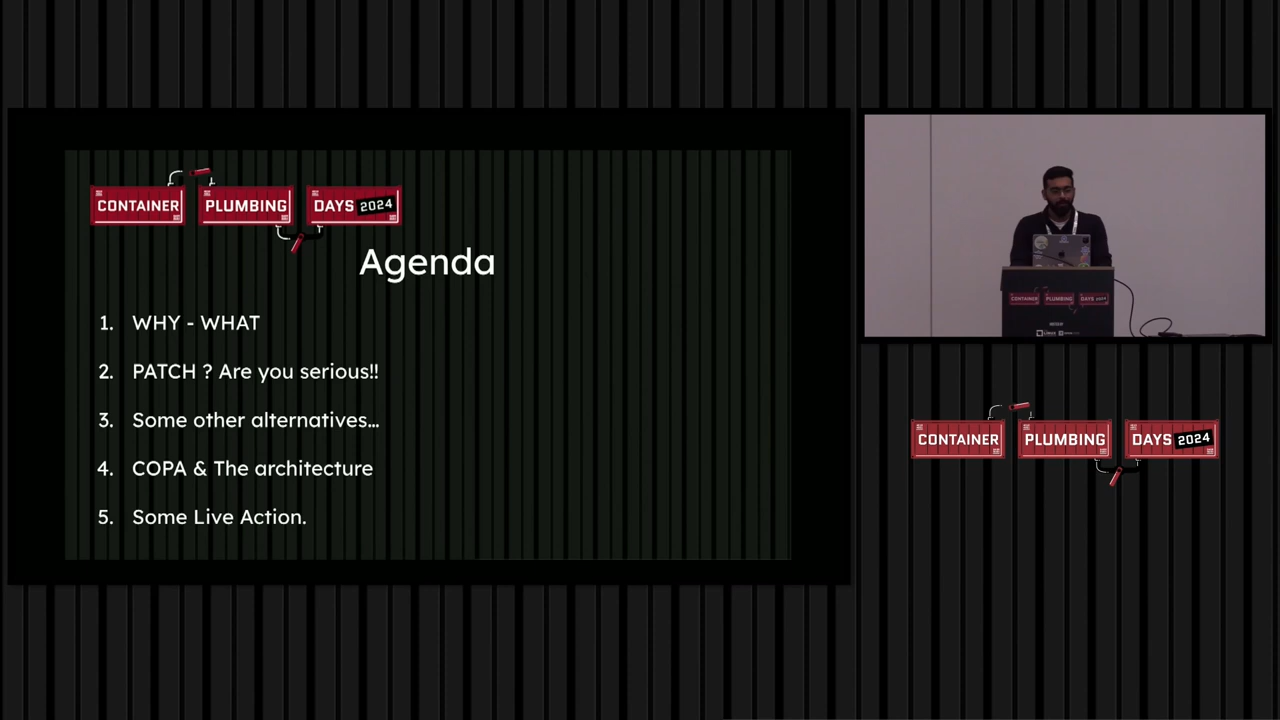 CONTAINER PLUMBING DAYS 2024
Agenda
1. WHY - WHAT
2. PATCH ? Are you serious!!
3. Some other alternatives...
4. COPA & The architecture
5. Some Live Action.
CONTAINER PLUMBING DAYS 2024
CONTAINER PLUMBING DAYS 2024